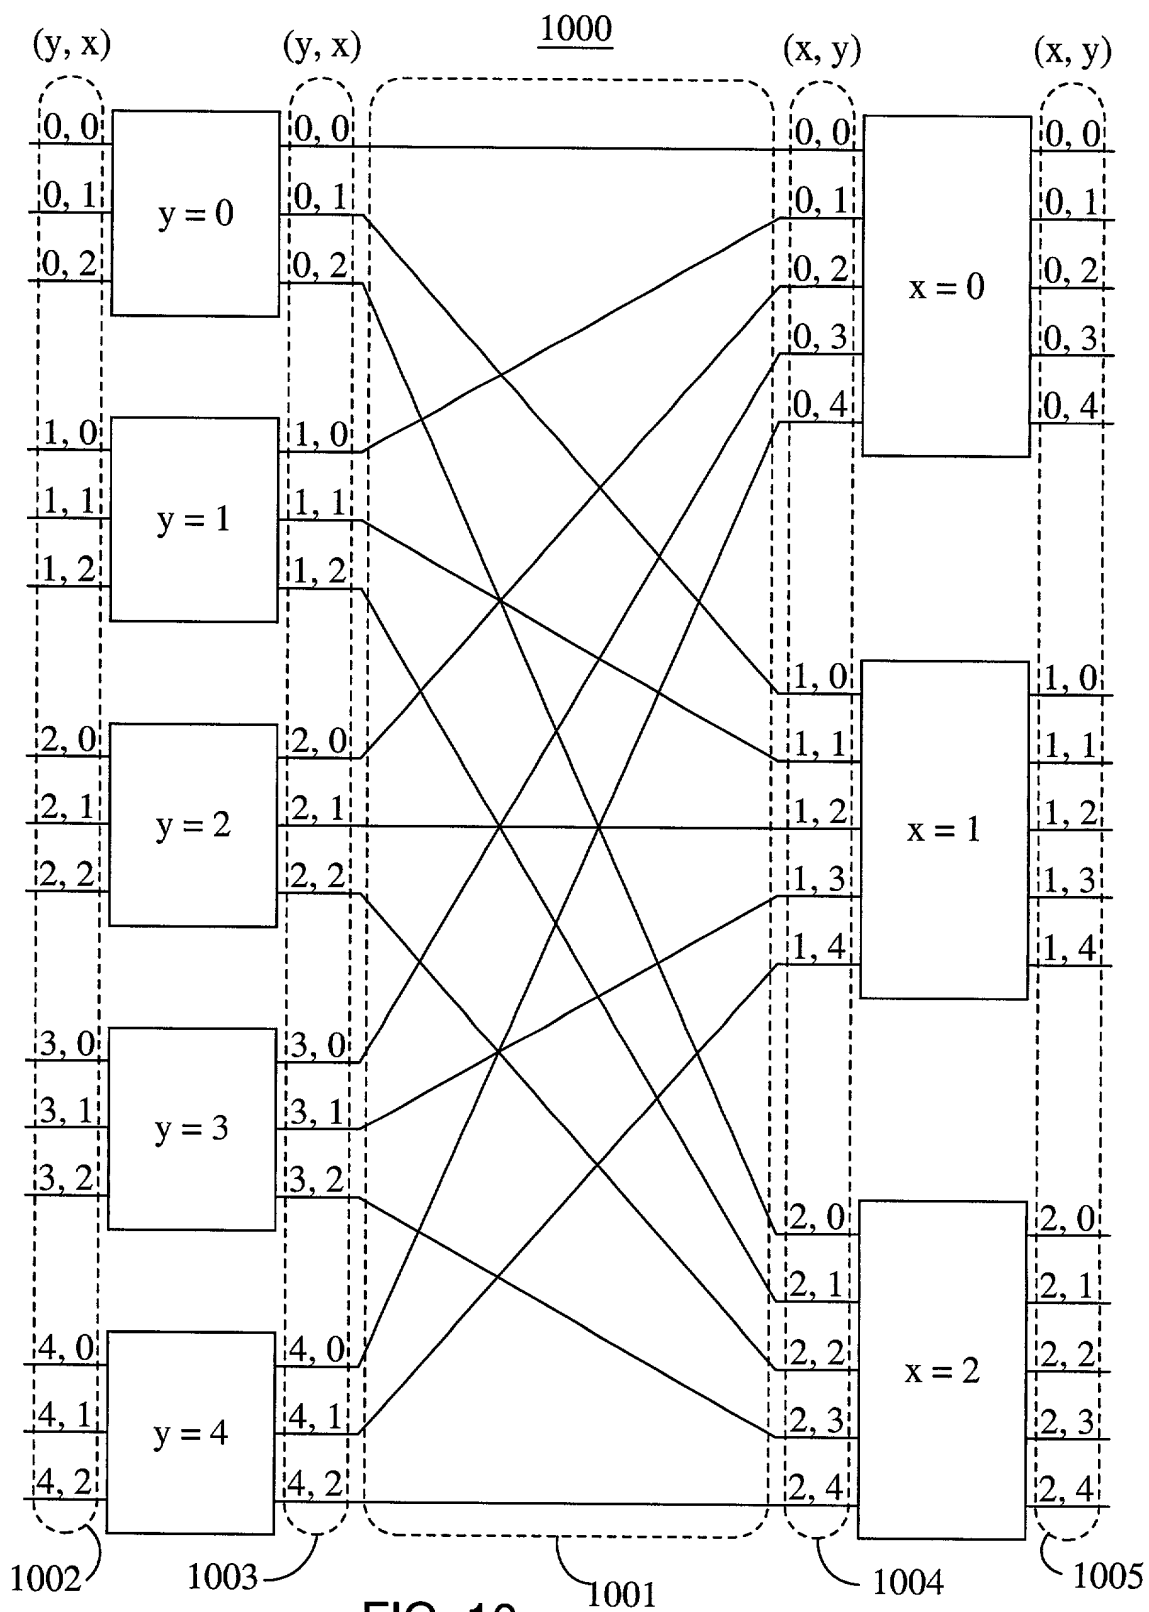 1000
(y, x) (y, x) (x, y) (x, y)
0, 0 0, 0 0, 0 0, 0
0, 1 y = 0 0, 1 0, 1 0, 1
0, 2 0, 2 0, 2 x = 0 0, 2
0, 3 0, 3
0, 4 0, 4
1, 0 1, 0
1, 1 y = 1 1, 1
1, 2 1, 2
1, 0 1, 0
2, 0 2, 0 1, 1 1, 1
2, 1 y = 2 2, 1 1, 2 x = 1 1, 2
2, 2 2, 2 1, 3 1, 3
1, 4 1, 4
3, 0 3, 0
3, 1 y = 3 3, 1
3, 2 3, 2
2, 0 2, 0
2, 1 2, 1
4, 0 4, 0 2, 2 x = 2 2, 2
4, 1 y = 4 4, 1 2, 3 2, 3
4, 2 4, 2 2, 4 2, 4
1002 1003 1001 1004 1005